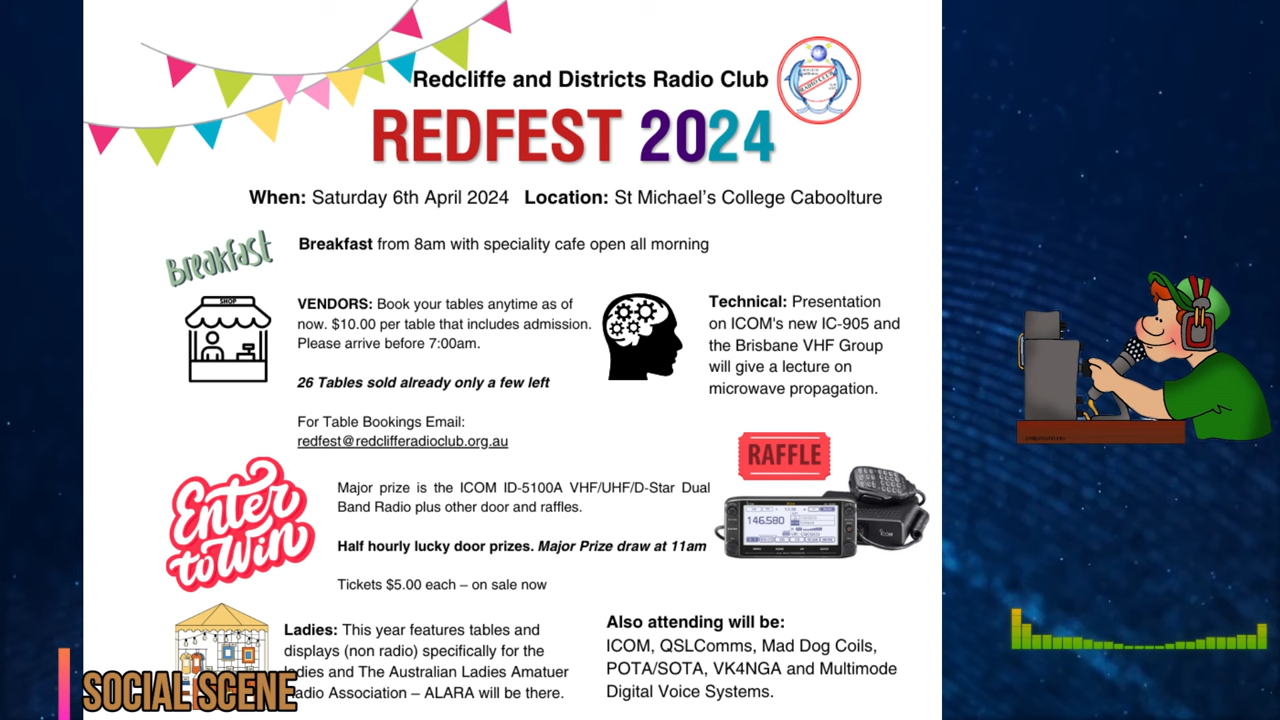 Redcliffe and Districts Radio Club
REDFEST 2024
When: Saturday 6th April 2024 Location: St Michael's College Caboolture
Breakfast
Breakfast from 8am with speciality cafe open all morning
SHOP
VENDORS: Book your tables anytime as of
now. $10.00 per table that includes admission.
Please arrive before 7:00am.
26 Tables sold already only a few left
For Table Bookings Email:
redfest@redclifferadioclub.org.au
Technical: Presentation
on ICOM's new IC-905 and
the Brisbane VHF Group
will give a lecture on
microwave propagation.
RAFFLE
Enter
to Win
Major prize is the ICOM ID-5100A VHF/UHF/D-Star Dual
Band Radio plus other door and raffles.
Half hourly lucky door prizes. Major Prize draw at 11am
Tickets $5.00 each – on sale now
146.580
ICOM
Ladies: This year features tables and
displays (non radio) specifically for the
ladies and The Australian Ladies Amatuer
Radio Association – ALARA will be there.
Also attending will be:
ICOM, QSLComms, Mad Dog Coils,
POTA/SOTA, VK4NGA and Multimode
Digital Voice Systems.
SOCIAL SCENE